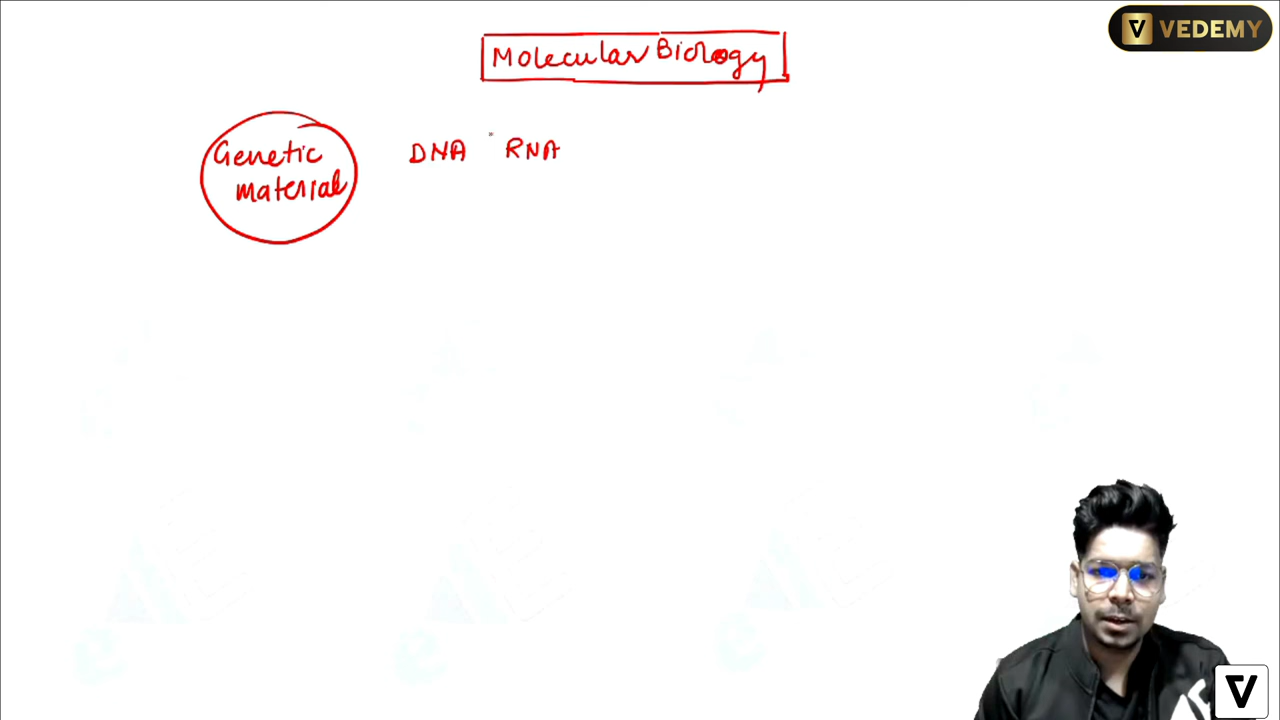 VEDEMY
Molecular Biology
Genetic
material
DNA RNA